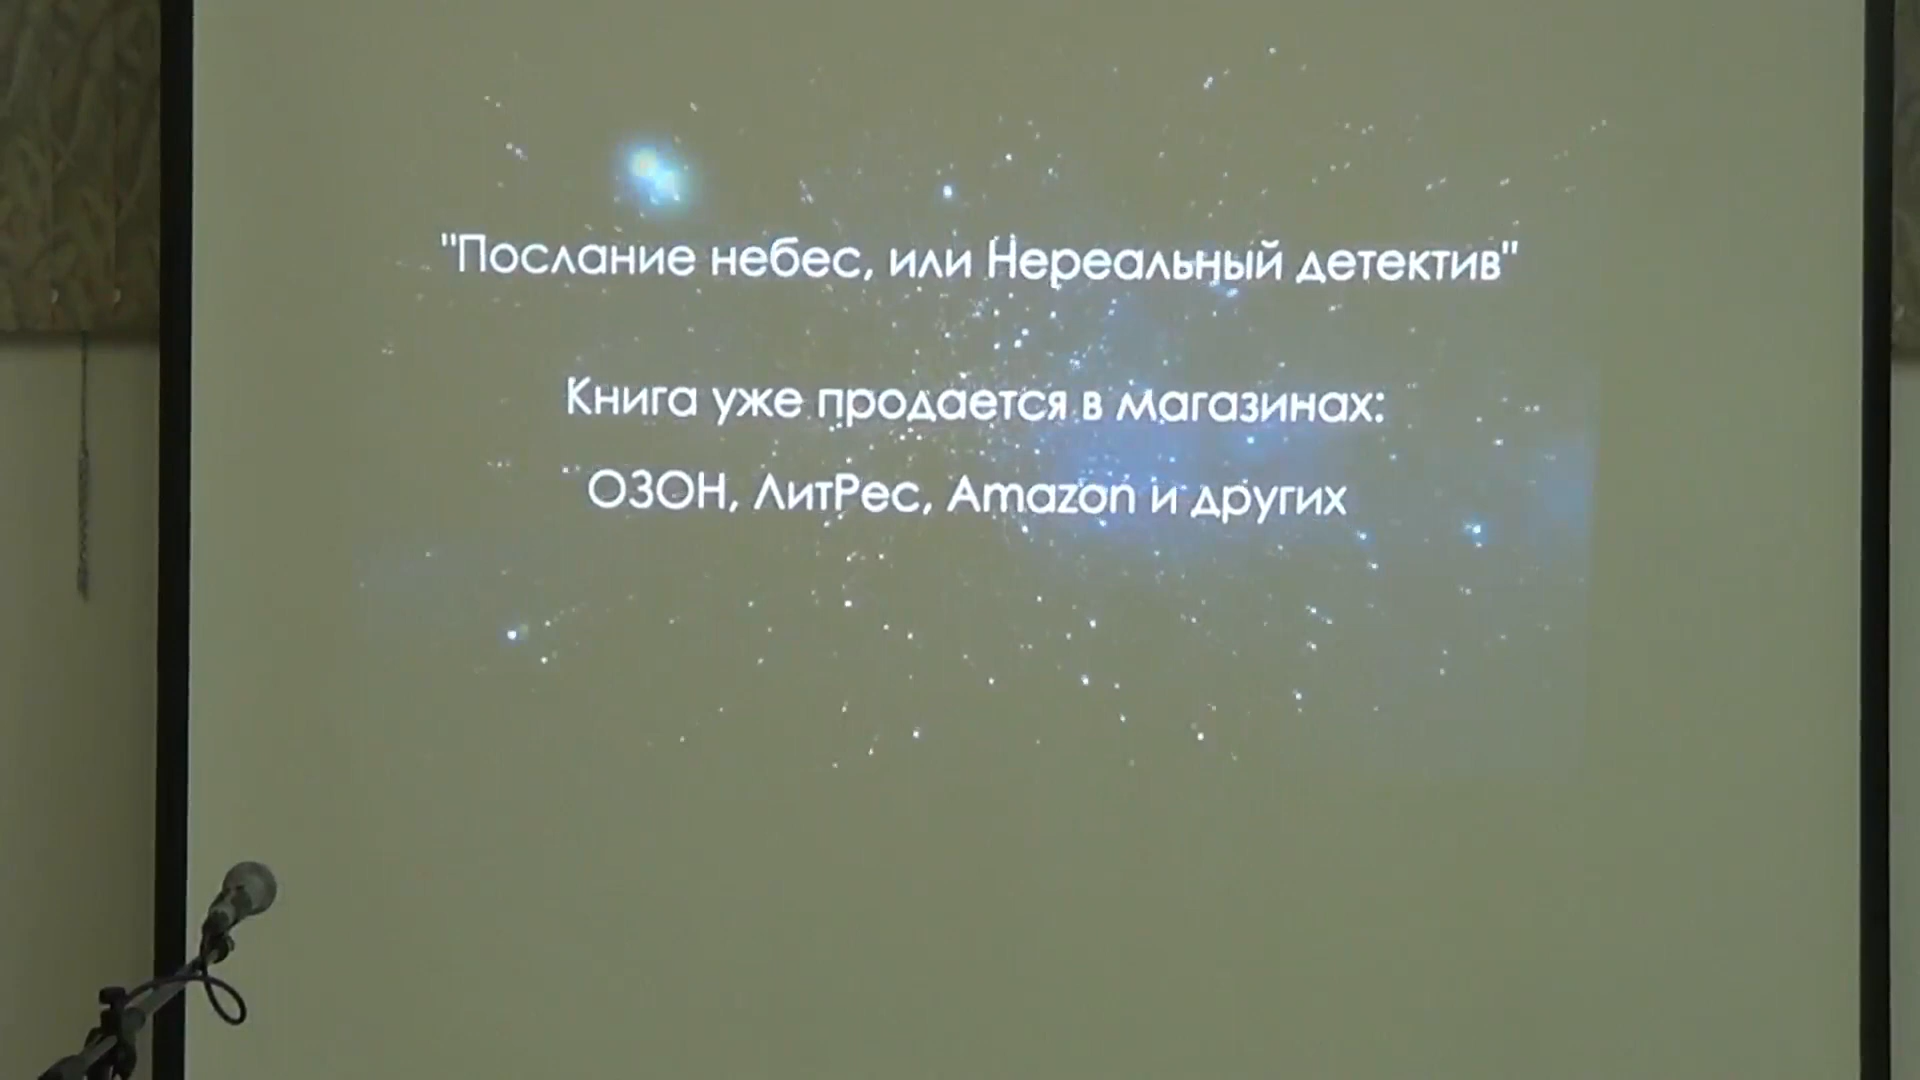 "Послание небес, или Нереальный детектив"
Книга уже продается в магазинах:
ОЗОН, ЛитРес, Amazon и других